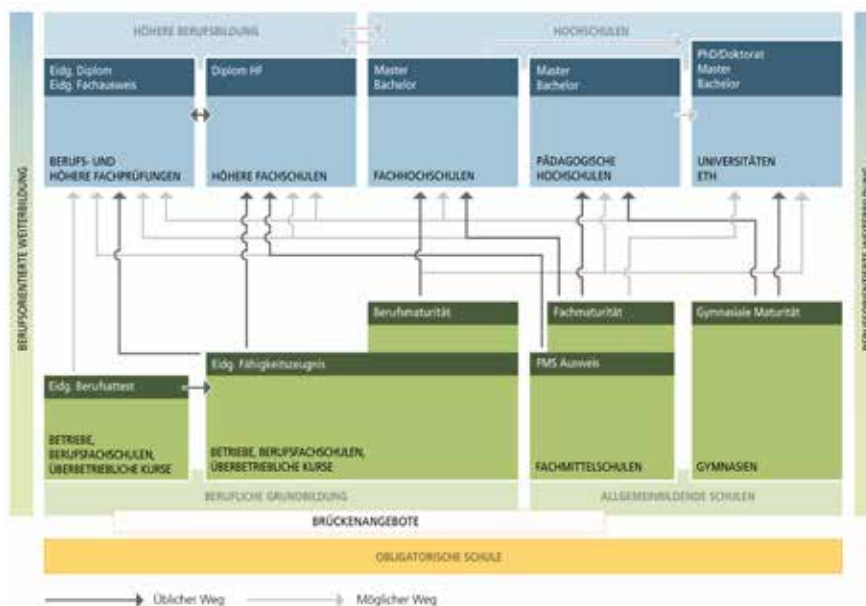 HÖHERE BERUFSBILDUNG
HOCHSCHULEN
Eidg. Diplom
Eidg. Fachausweis
BERUFS- UND
HÖHERE FACHPRÜFUNGEN
Diplom HF
HÖHERE FACHSCHULEN
Master
Bachelor
FACHHOCHSCHULEN
Master
Bachelor
PÄDAGOGISCHE
HOCHSCHULEN
PhD/Doktorat
Master
Bachelor
UNIVERSITÄTEN
ETH
BERUFSORIENTIERTE WEITERBILDUNG
BERUFSORIENTIERTE WEITERBILDUNG
Berufsmaturität
Fachmaturität
Gymnasiale Maturität
Eidg. Berufsattest
Eidg. Fähigkeitszeugnis
FMS Ausweis
BETRIEBE,
BERUFSFACHSCHULEN,
ÜBERBETRIEBLICHE KURSE
BETRIEBE, BERUFSFACHSCHULEN,
ÜBERBETRIEBLICHE KURSE
FACHMITTELSCHULEN
GYMNASIEN
BERUFLICHE GRUNDBILDUNG
ALLGEMEINBILDENDE SCHULEN
BRÜCKENANGEBOTE
OBLIGATORISCHE SCHULE
Üblicher Weg
Möglicher Weg